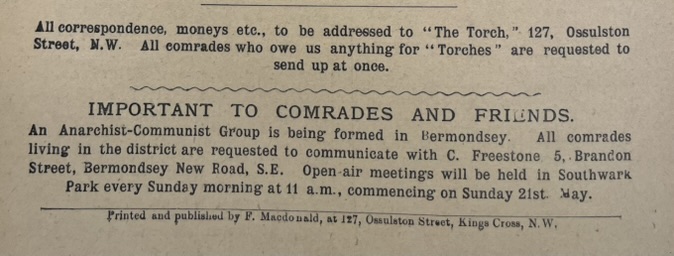 All correspondence, moneys etc., to be addressed to "The Torch," 127, Ossulston
Street, N.W. All comrades who owe us anything for "Torches" are requested to
send up at once.
IMPORTANT TO COMRADES AND FRIENDS.
An Anarchist-Communist Group is being formed in Bermondsey. All comrades
living in the district are requested to communicate with C. Freestone 5, Brandon
Street, Bermondsey New Road, S.E. Open-air meetings will be held in Southwark
Park every Sunday morning at 11 a.m., commencing on Sunday 21st. May.
Printed and published by F. Macdonald, at 127, Ossulston Street, Kings Cross, N.W.